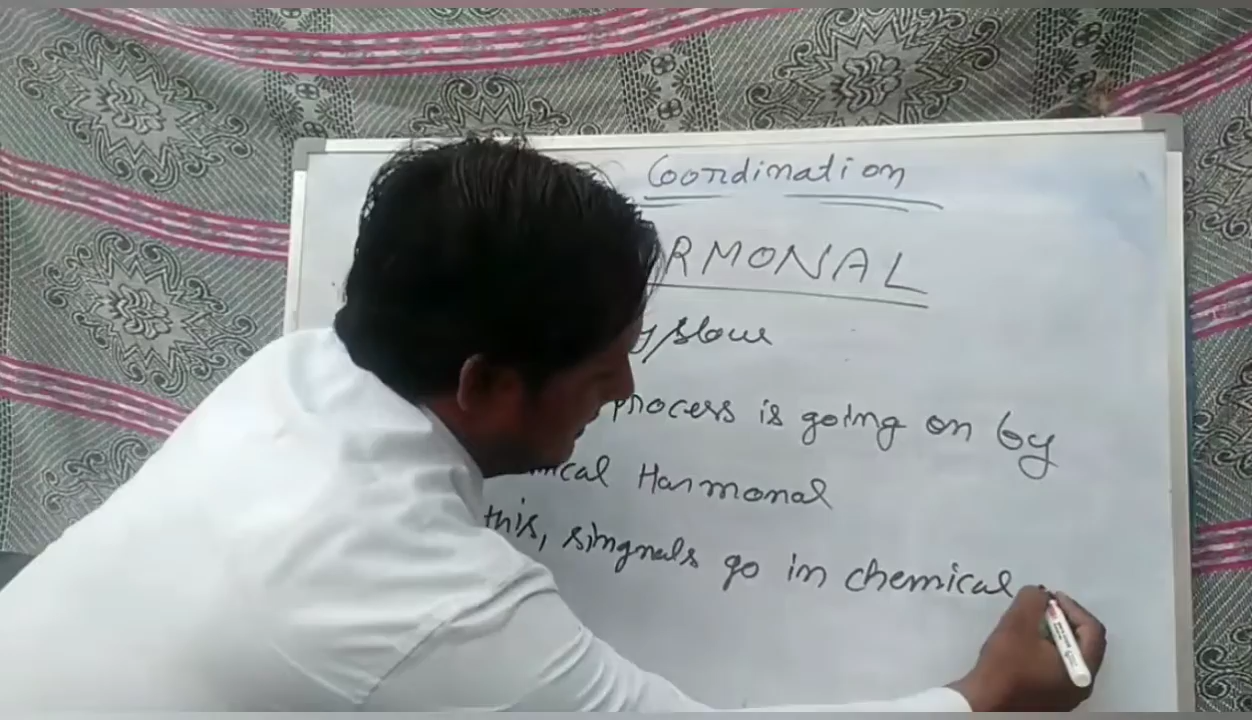 Coordination
RMONAL
y slow
process is going on by
mical Harmonal
this, singnals go in chemical